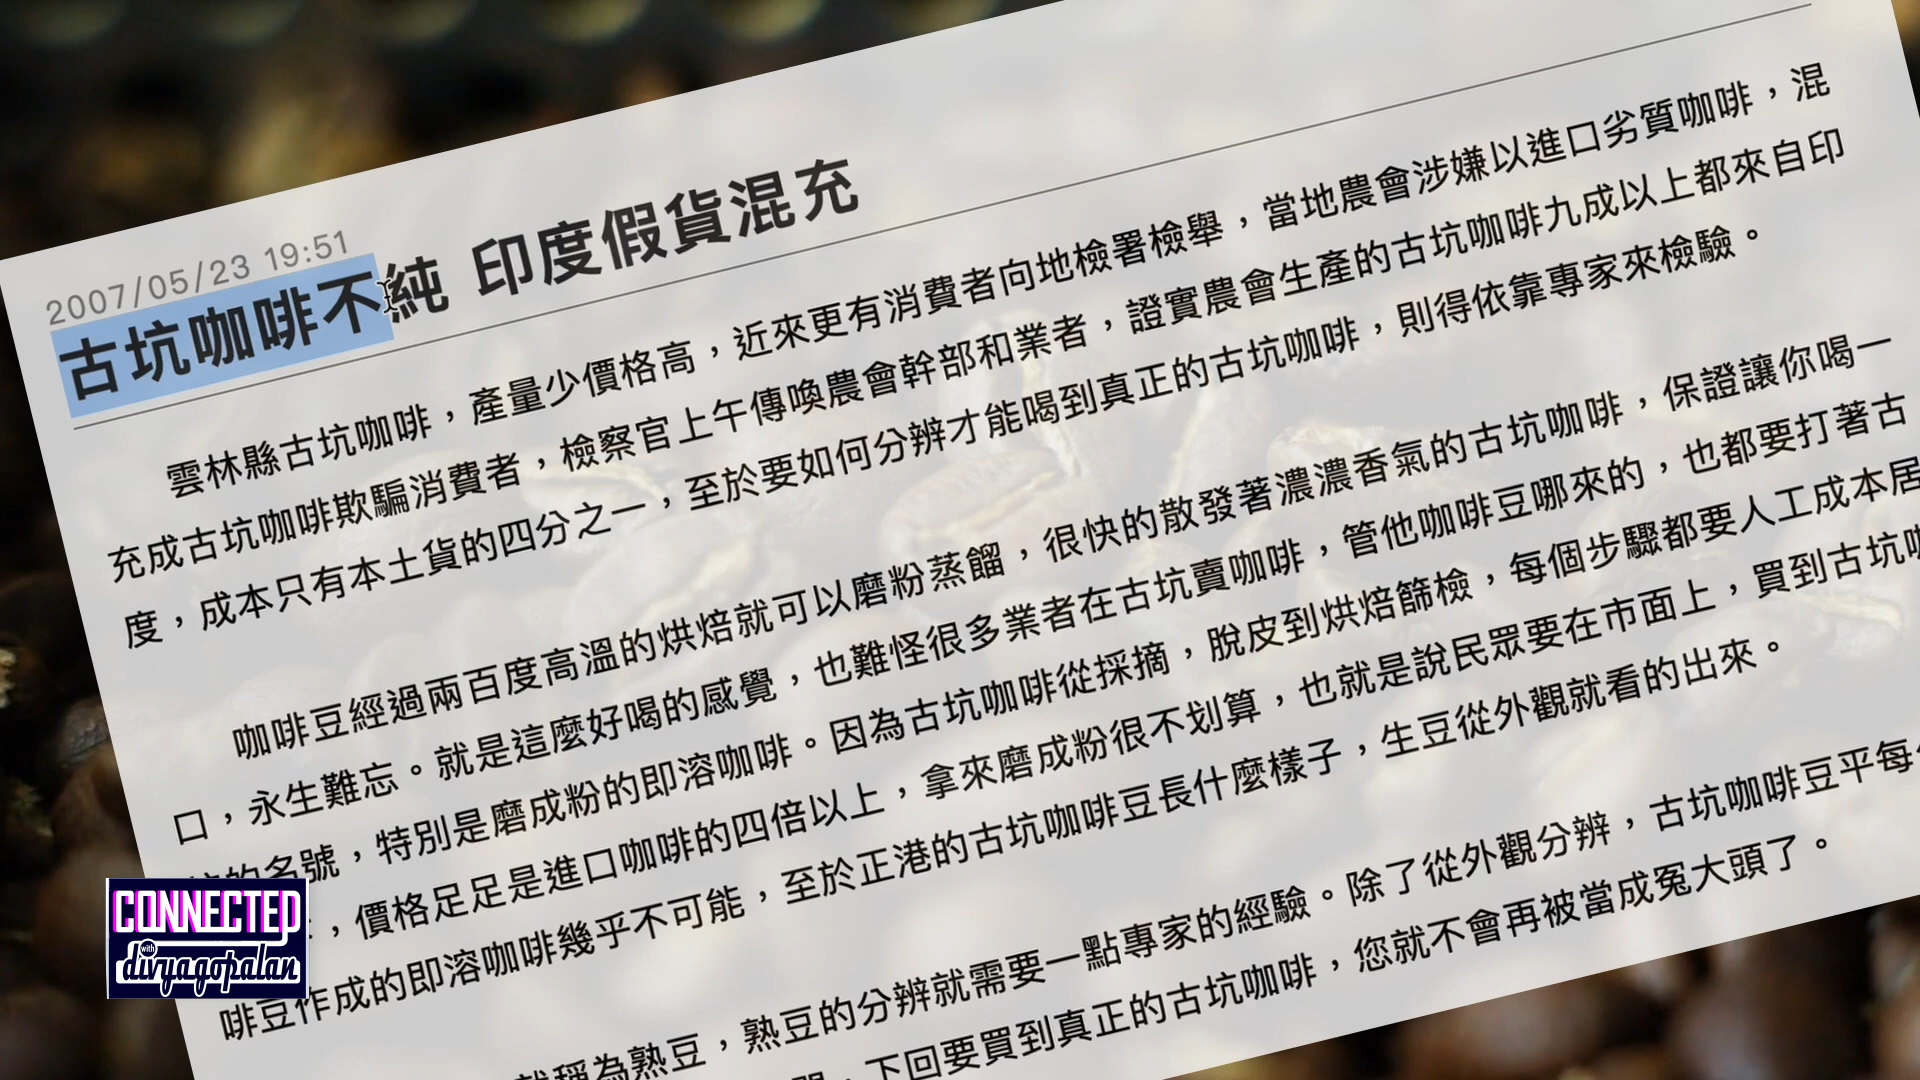 2007/05/23 19:51
古坑咖啡不純 印度假貨混充
雲林縣古坑咖啡，產量少價格高，近來更有消費者向地檢署檢舉，當地農會涉嫌以進口劣質咖啡，混
充成古坑咖啡欺騙消費者，檢察官上午傳喚農會幹部和業者，證實農會生產的古坑咖啡九成以上都來自印
度，成本只有本土貨的四分之一，至於要如何分辨才能喝到真正的古坑咖啡，則得依靠專家來檢驗。
咖啡豆經過兩百度高溫的烘焙就可以磨粉蒸餾，很快的散發著濃濃香氣的古坑咖啡，保證讓你喝一
口，永生難忘。就是這麼好喝的感覺，也難怪很多業者在古坑賣咖啡，管他咖啡豆哪來的，也都要打著古
的名號，特別是磨成粉的即溶咖啡。因為古坑咖啡從採摘，脫皮到烘焙篩檢，每個步驟都要人工成本居
，價格足足是進口咖啡的四倍以上，拿來磨成粉很不划算，也就是說民眾要在市面上，買到古坑咖
啡豆作成的即溶咖啡幾乎不可能，至於正港的古坑咖啡豆長什麼樣子，生豆從外觀就看的出來。
稱為熟豆，熟豆的分辨就需要一點專家的經驗。除了從外觀分辨，古坑咖啡豆平每
，下回要買到真正的古坑咖啡，您就不會再被當成冤大頭了。
CONNECTED
with
divyagopalan